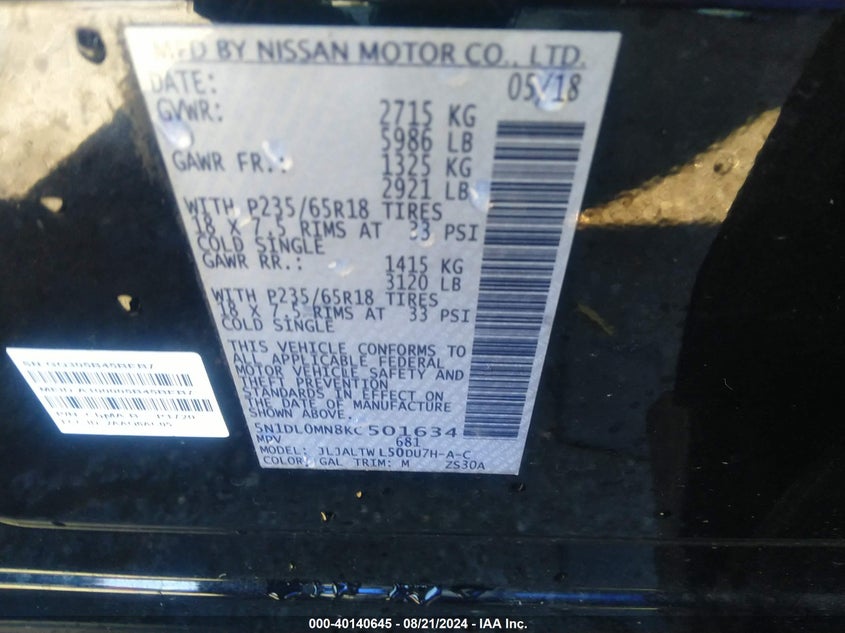 MFD BY NISSAN MOTOR CO., LTD.
DATE: 05/18
GVWR: 2715 KG
5986 LB
GAWR FR.: 1325 KG
2921 LB
WITH P235/65R18 TIRES
18 X 7.5 RIMS AT 33 PSI
COLD SINGLE
GAWR RR.: 1415 KG
3120 LB
WITH P235/65R18 TIRES
18 X 7.5 RIMS AT 33 PSI
COLD SINGLE
THIS VEHICLE CONFORMS TO
ALL APPLICABLE FEDERAL
MOTOR VEHICLE SAFETY AND
THEFT PREVENTION
STANDARDS IN EFFECT ON
THE DATE OF MANUFACTURE
SHOWN ABOVE.
5N1DL0MN8KC501634
MPV 681
MODEL: JLJALTWL50DU7H-A-C
COLOR: GAL TRIM: M ZS30A
000-40140645 - 08/21/2024 - IAA Inc.